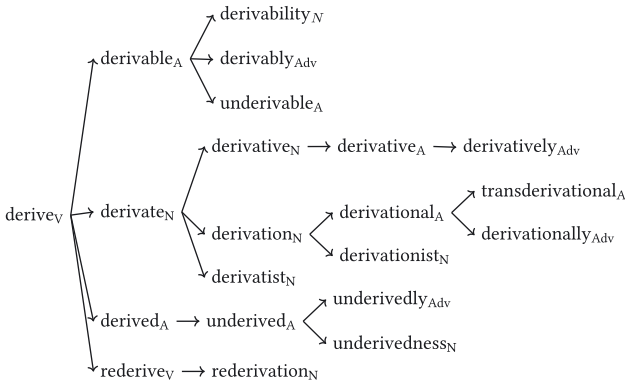 derivability_N
derivable_A
derivably_Adv
underivable_A
derivative_N → derivative_A → derivatively_Adv
transderivational_A
derive_V
derivate_N
derivational_A
derivation_N
derivationally_Adv
derivationist_N
derivatist_N
underivedly_Adv
derived_A → underived_A
underivedness_N
rederive_V → rederivation_N